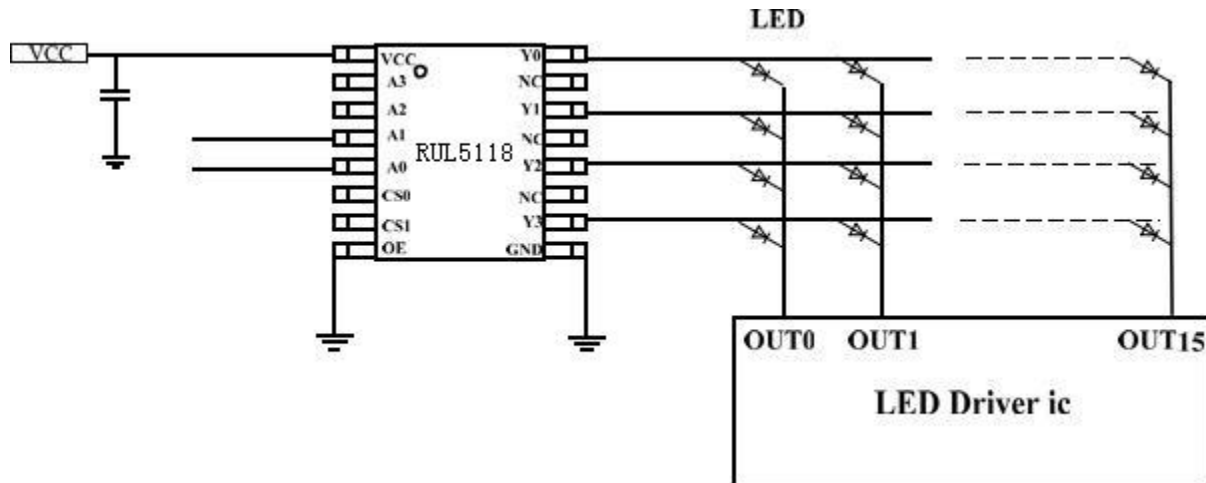 LED
VCC
VCC
A3
A2
A1
A0
CS0
CS1
OE
RUL5118
Y0
NC
Y1
NC
Y2
NC
Y3
GND
OUT0 OUT1 OUT15
LED Driver ic